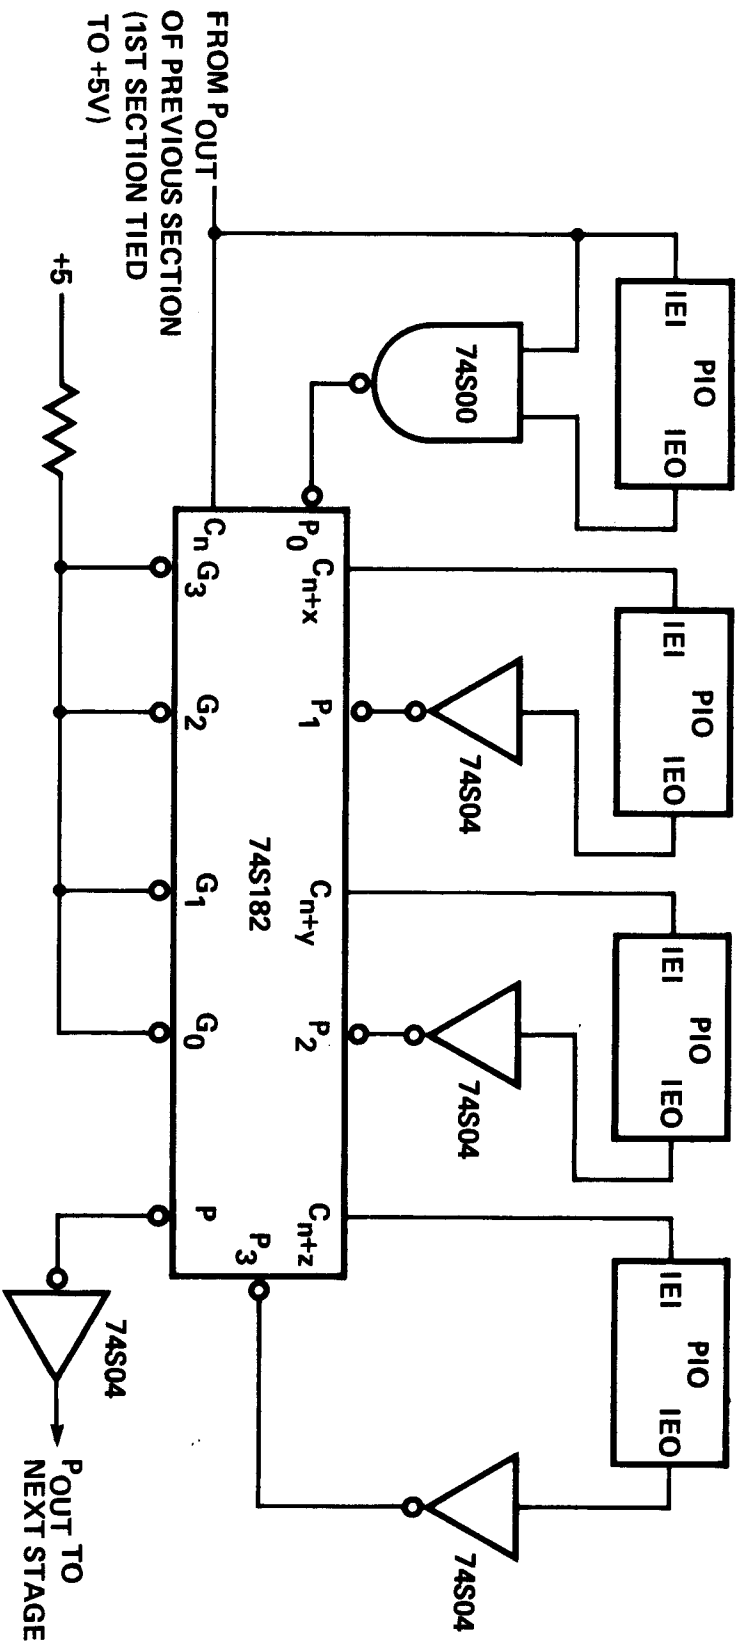 PIO
IEI
IEO
PIO
IEI
IEO
PIO
IEI
IEO
PIO
IEI
IEO
74S00
74S04
74S04
74S04
FROM POUT
OF PREVIOUS SECTION
(1ST SECTION TIED
TO +5V)
P0
Cn+x
P1
Cn+y
P2
Cn+z
P3
74S182
Cn
G3
G2
G1
G0
P
+5
74S04
POUT TO
NEXT STAGE